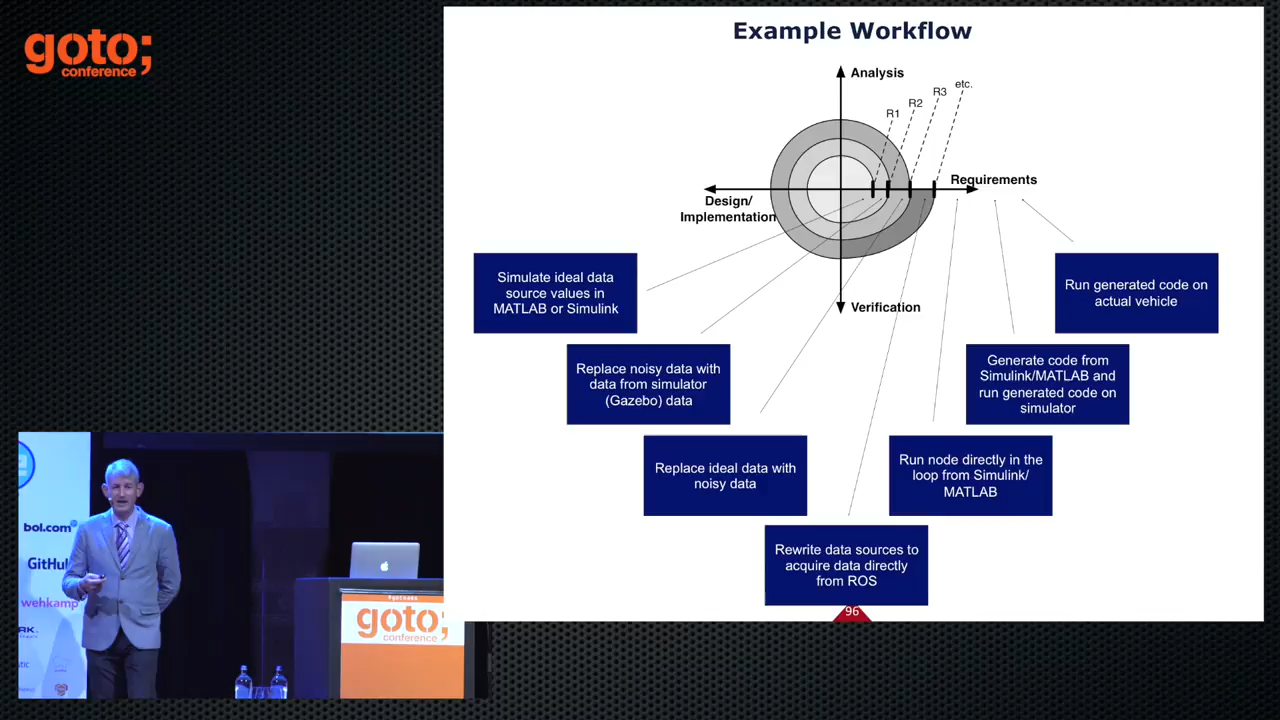 goto;
conference
Example Workflow
Analysis
etc.
R3
R2
R1
Requirements
Design/
Implementation
Verification
Simulate ideal data
source values in
MATLAB or Simulink
Run generated code on
actual vehicle
Replace noisy data with
data from simulator
(Gazebo) data
Generate code from
Simulink/MATLAB and
run generated code on
simulator
Replace ideal data with
noisy data
Run node directly in the
loop from Simulink/
MATLAB
Rewrite data sources to
acquire data directly
from ROS
96
bol.com
GitHu
wehkamp
goto;
conference